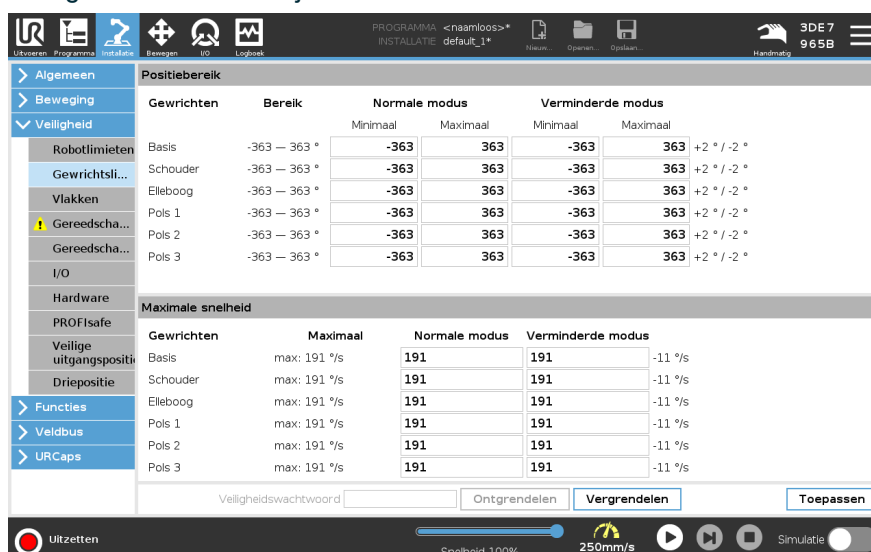 PROGRAMMA <naamloos>*
INSTALLATIE default_1*
UR
Uitvoeren Programma Installatie Bewegen I/O Logboek Nieuw... Openen... Opslaan... Handmatig
3DE7
965B
Algemeen
Beweging
Veiligheid
Robotlimieten
Gewrichtsli...
Vlakken
Gereedscha...
Gereedscha...
I/O
Hardware
PROFIsafe
Veilige
uitgangspositi
Driepositie
Functies
Veldbus
URCaps
Positiebereik
Gewrichten Bereik Normale modus Verminderde modus
Minimaal Maximaal Minimaal Maximaal
Basis -363 — 363 ° -363 363 -363 363 +2 ° / -2 °
Schouder -363 — 363 ° -363 363 -363 363 +2 ° / -2 °
Elleboog -363 — 363 ° -363 363 -363 363 +2 ° / -2 °
Pols 1 -363 — 363 ° -363 363 -363 363 +2 ° / -2 °
Pols 2 -363 — 363 ° -363 363 -363 363 +2 ° / -2 °
Pols 3 -363 — 363 ° -363 363 -363 363 +2 ° / -2 °
Maximale snelheid
Gewrichten Maximaal Normale modus Verminderde modus
Basis max: 191 °/s 191 191 -11 °/s
Schouder max: 191 °/s 191 191 -11 °/s
Elleboog max: 191 °/s 191 191 -11 °/s
Pols 1 max: 191 °/s 191 191 -11 °/s
Pols 2 max: 191 °/s 191 191 -11 °/s
Pols 3 max: 191 °/s 191 191 -11 °/s
Veiligheidswachtwoord Ontgrendelen Vergrendelen Toepassen
Uitzetten Snelheid 100% 250mm/s Simulatie